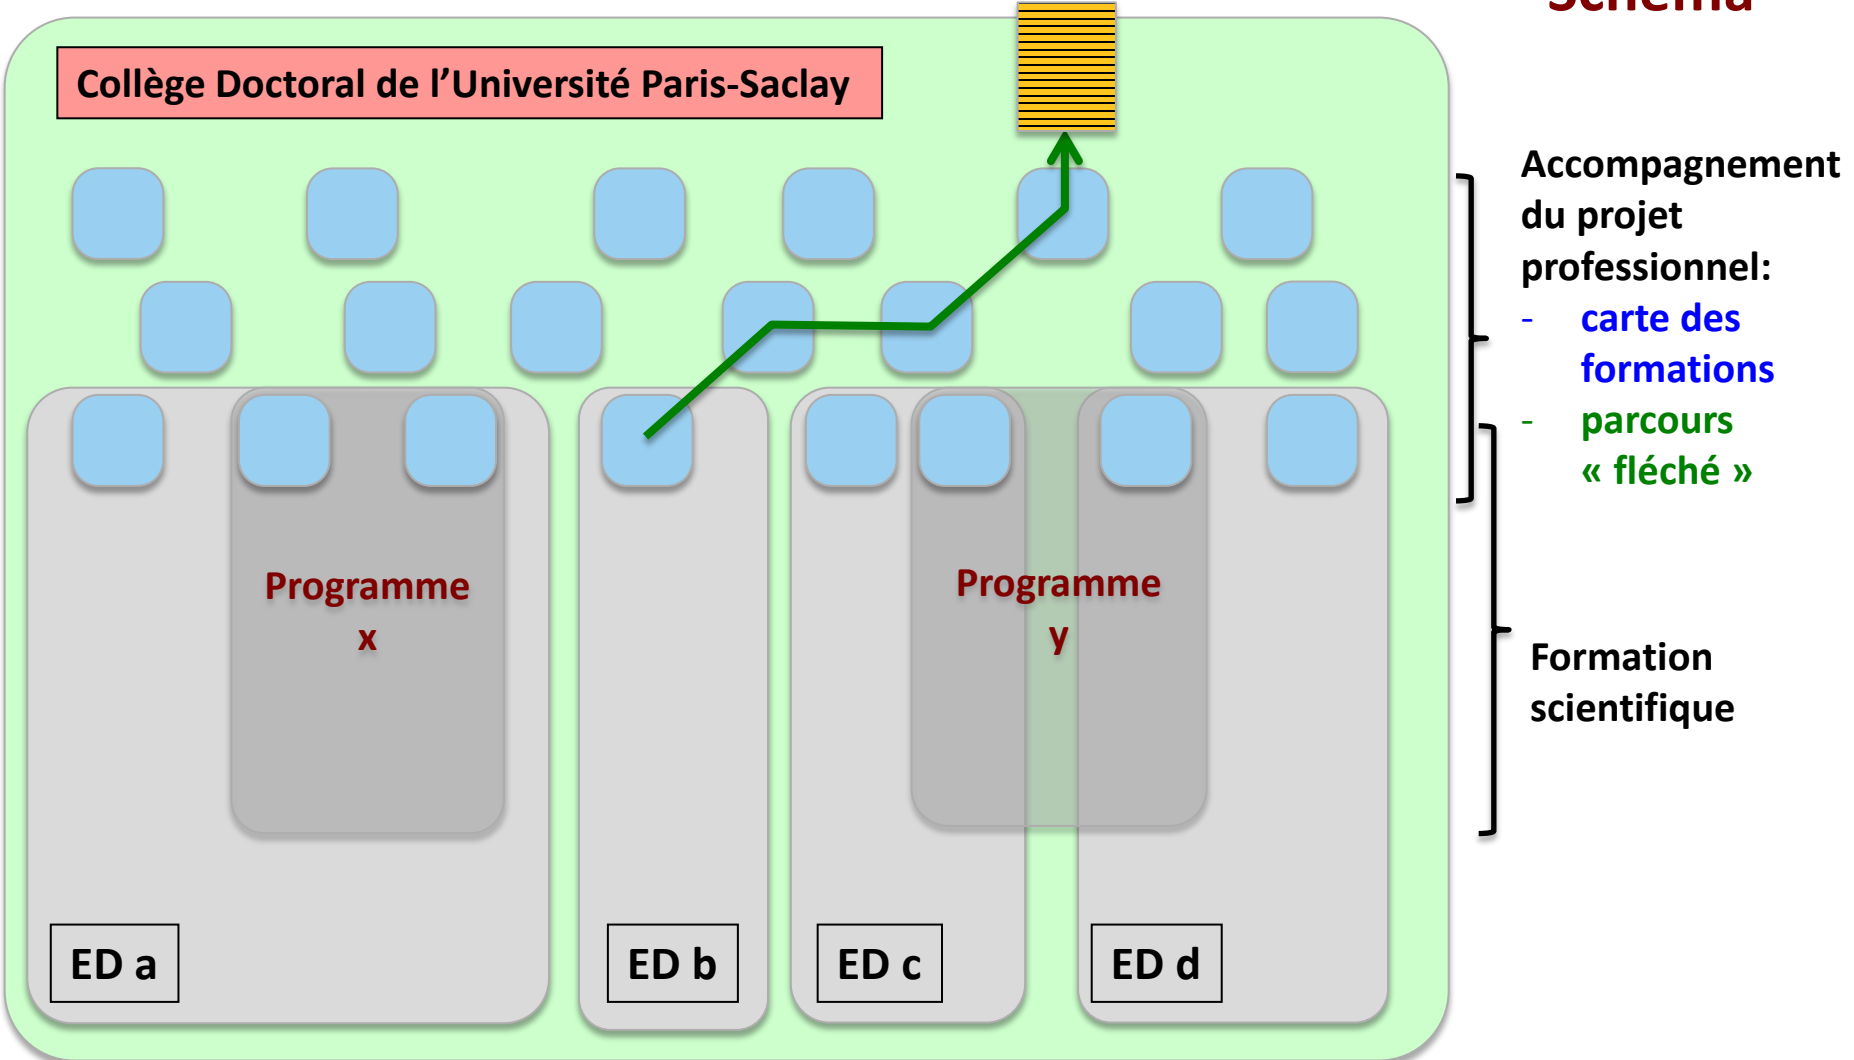 Schéma
Collège Doctoral de l’Université Paris-Saclay
Accompagnement
du projet
professionnel:
- carte des
formations
- parcours
« fléché »
Programme
x
Programme
y
Formation
scientifique
ED a
ED b
ED c
ED d